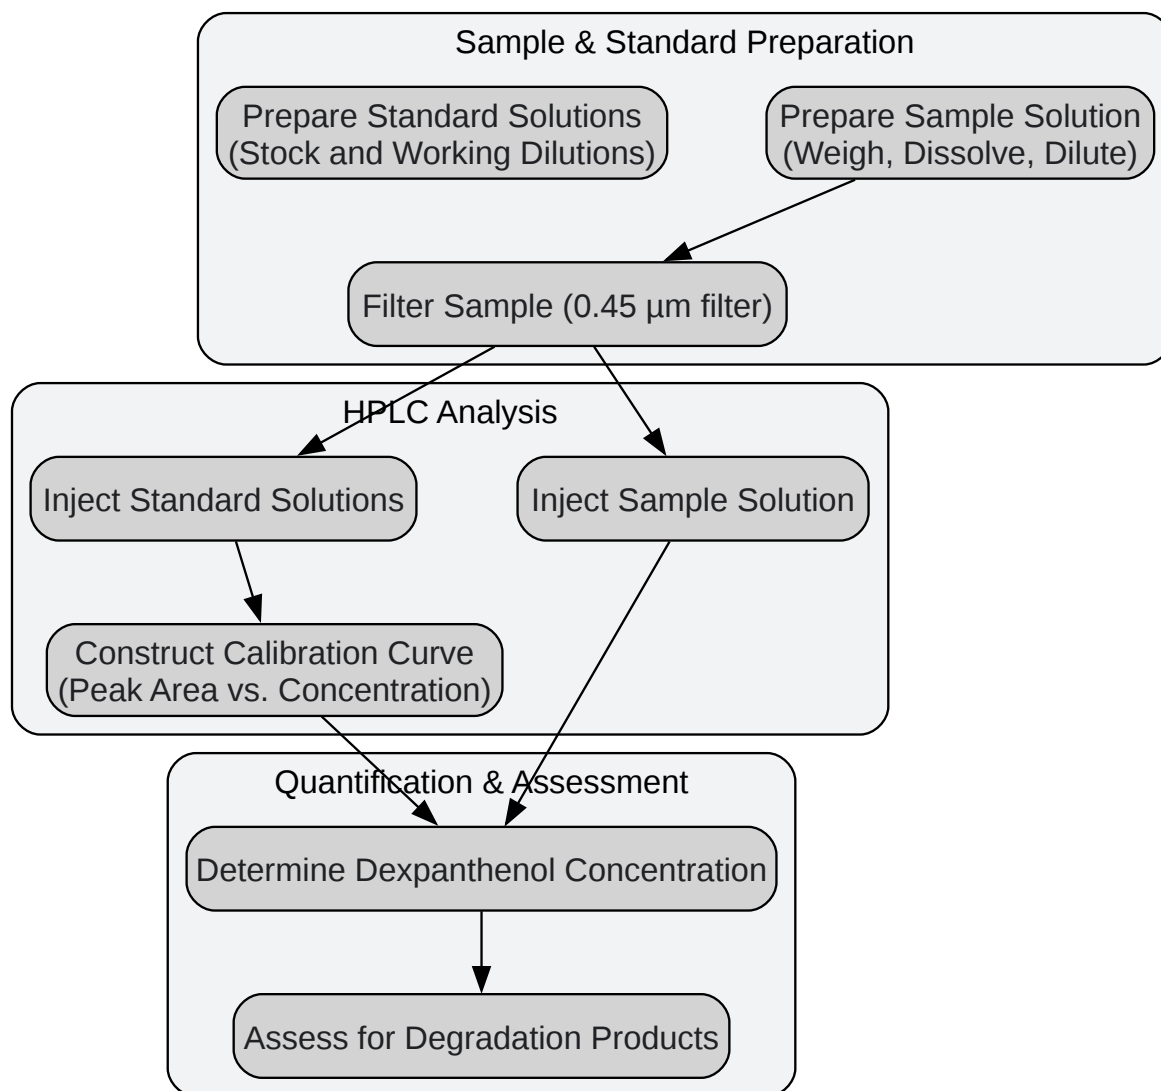 Sample & Standard Preparation
Prepare Standard Solutions
(Stock and Working Dilutions)
Prepare Sample Solution
(Weigh, Dissolve, Dilute)
Filter Sample (0.45 µm filter)
HPLC Analysis
Inject Standard Solutions
Inject Sample Solution
Construct Calibration Curve
(Peak Area vs. Concentration)
Quantification & Assessment
Determine Dexpanthenol Concentration
Assess for Degradation Products